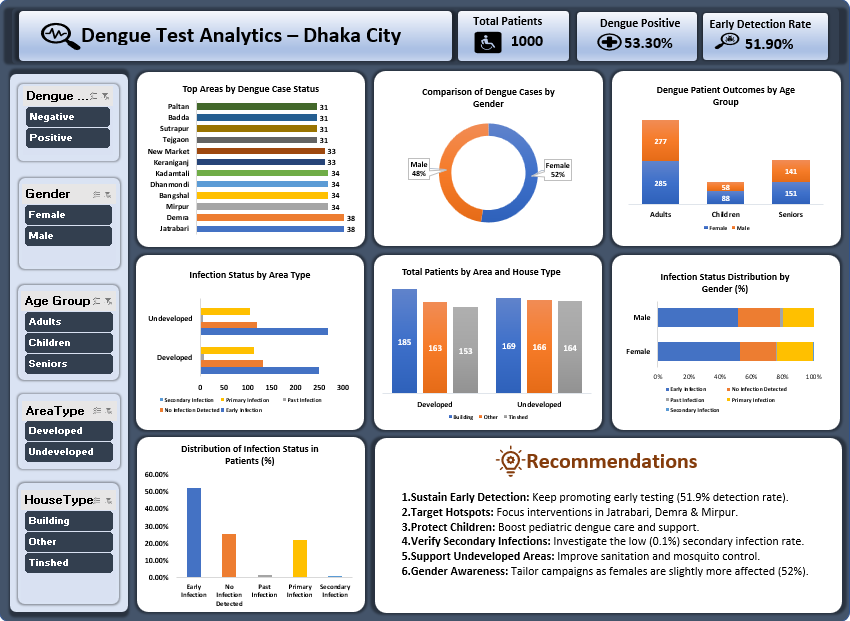 Dengue Test Analytics – Dhaka City
Total Patients
1000
Dengue Positive
53.30%
Early Detection Rate
51.90%
Dengue ...
Negative
Positive
Gender
Female
Male
Age Group
Adults
Children
Seniors
AreaType
Developed
Undeveloped
HouseType
Building
Other
Tinshed
Top Areas by Dengue Case Status
Paltan 31
Badda 31
Sutrapur 31
Tejgaon 31
New Market 33
Keraniganj 33
Kadamtali 34
Dhanmondi 34
Bangshal 34
Mirpur 34
Demra 38
Jatrabari 38
Comparison of Dengue Cases by
Gender
Male
48%
Female
52%
Dengue Patient Outcomes by Age
Group
277
285
58
88
141
151
Adults Children Seniors
Female Male
Infection Status by Area Type
Undeveloped
Developed
0 50 100 150 200 250 300
Secondary Infection Primary Infection Past Infection
No Infection Detected Early Infection
Total Patients by Area and House Type
185 163 153 169 166 164
Developed Undeveloped
Building Other Tinshed
Infection Status Distribution by
Gender (%)
Male
Female
0% 20% 40% 60% 80% 100%
Early Infection No Infection Detected
Past Infection Primary Infection
Secondary Infection
Distribution of Infection Status in
Patients (%)
60.00%
50.00%
40.00%
30.00%
20.00%
10.00%
0.00%
Early
Infection
No
Infection
Detected
Past
Infection
Primary
Infection
Secondary
Infection
Recommendations
1.Sustain Early Detection: Keep promoting early testing (51.9% detection rate).
2.Target Hotspots: Focus interventions in Jatrabari, Demra & Mirpur.
3.Protect Children: Boost pediatric dengue care and support.
4.Verify Secondary Infections: Investigate the low (0.1%) secondary infection rate.
5.Support Undeveloped Areas: Improve sanitation and mosquito control.
6.Gender Awareness: Tailor campaigns as females are slightly more affected (52%).